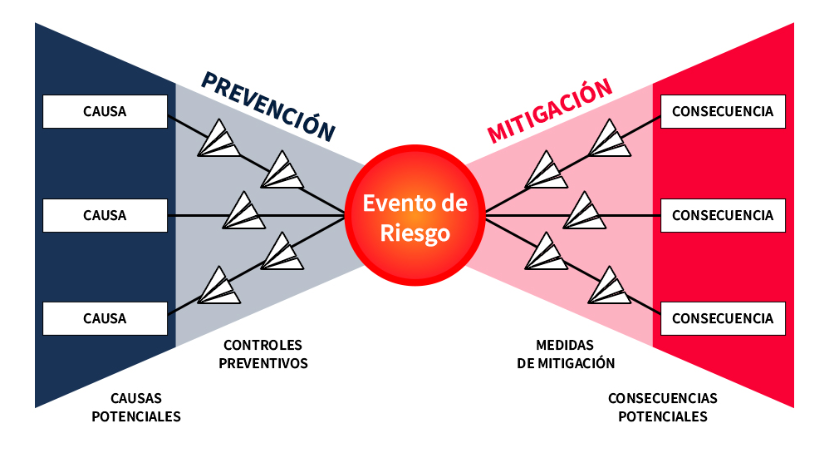 PREVENCIÓN
MITIGACIÓN
CAUSA
CONSECUENCIA
Evento de
Riesgo
CAUSA
CONSECUENCIA
CAUSA
CONSECUENCIA
CONTROLES
PREVENTIVOS
MEDIDAS
DE MITIGACIÓN
CAUSAS
POTENCIALES
CONSECUENCIAS
POTENCIALES